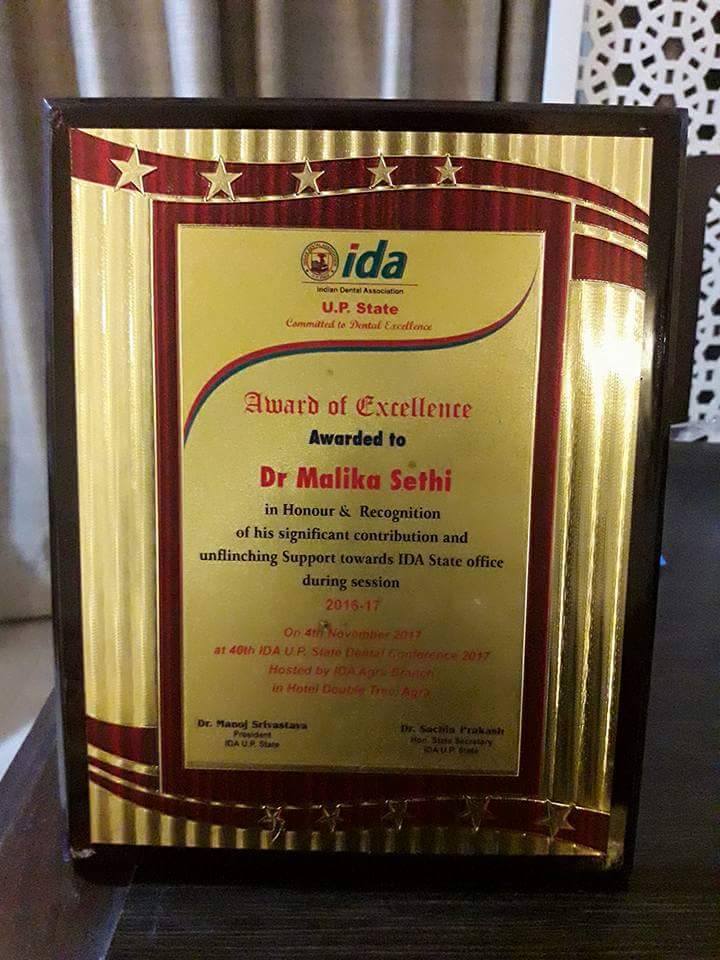 ida
Indian Dental Association
U.P. State
Committed to Dental Excellence
Award of Excellence
Awarded to
Dr Malika Sethi
in Honour & Recognition
of his significant contribution and
unflinching Support towards IDA State office
during session
2016-17
On 4th November 2017
at 40th IDA U.P. State Dental Conference 2017
Hosted by IDA Agra Branch
in Hotel Double Tree, Agra
Dr. Manoj Srivastava
President
IDA U.P. State
Dr. Sachin Prakash
Hon. State Secretary
IDA U.P. State